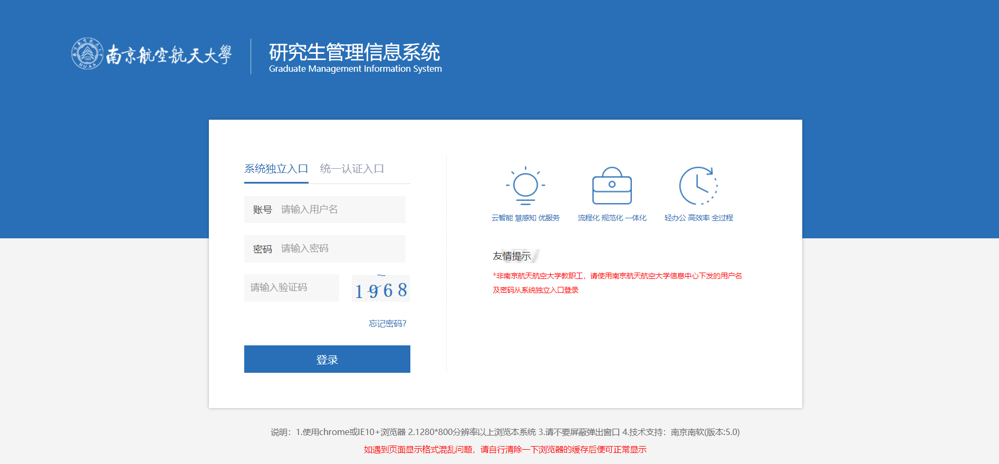 南京航空航天大學
NUAA
研究生管理信息系统
Graduate Management Information System
系统独立入口 统一认证入口
账号 请输入用户名
密码 请输入密码
请输入验证码 1968
忘记密码?
登录
云智能 慧感知 优服务 流程化 规范化 一体化 轻办公 高效率 全过程
友情提示
*非南京航天航空大学教职工，请使用南京航天航空大学信息中心下发的用户名
及密码从系统独立入口登录
说明：1.使用chrome或IE10+浏览器 2.1280*800分辨率以上浏览本系统 3.请不要屏蔽弹出窗口 4.技术支持：南京南软(版本:5.0)
如遇到页面显示格式混乱问题，请自行清除一下浏览器的缓存后便可正常显示